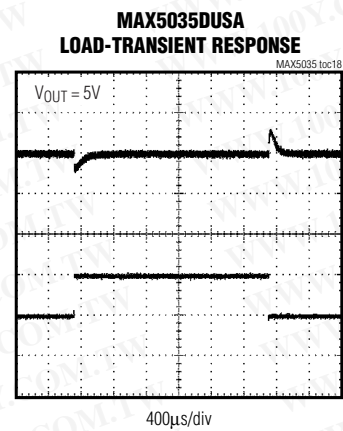 MAX5035DUSA
LOAD-TRANSIENT RESPONSE
MAX5035 toc18
VOUT = 5V
400μs/div